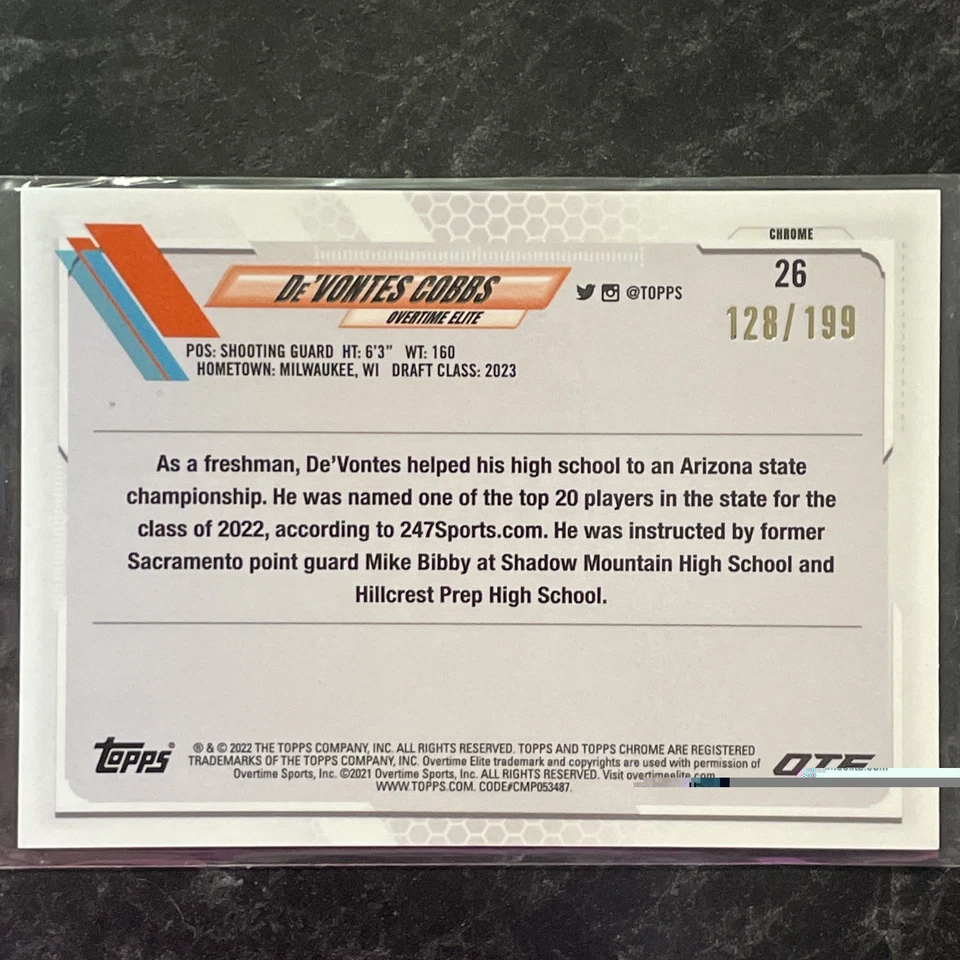 CHROME
26
128/199
DE'VONTES COBBS
@TOPPS
OVERTIME ELITE
POS: SHOOTING GUARD HT: 6'3" WT: 160
HOMETOWN: MILWAUKEE, WI DRAFT CLASS: 2023
As a freshman, De'Vontes helped his high school to an Arizona state
championship. He was named one of the top 20 players in the state for the
class of 2022, according to 247Sports.com. He was instructed by former
Sacramento point guard Mike Bibby at Shadow Mountain High School and
Hillcrest Prep High School.
Topps
® & © 2022 THE TOPPS COMPANY, INC. ALL RIGHTS RESERVED. TOPPS AND TOPPS CHROME ARE REGISTERED
TRADEMARKS OF THE TOPPS COMPANY, INC. Overtime Elite trademark and copyrights are used with permission of
Overtime Sports, Inc. ©2021 Overtime Sports, Inc. ALL RIGHTS RESERVED. Visit overtimeelite.com
WWW.TOPPS.COM. CODE#CMP053487.
OTE